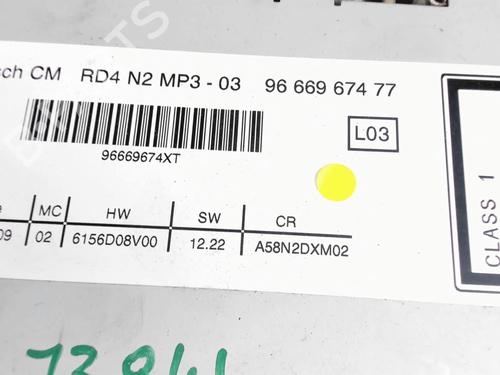 sch CM RD4 N2 MP3 - 03 96 669 674 77
L03
96669674XT
MC HW SW CR
09 02 6156D08V00 12.22 A58N2DXM02
CLASS 1